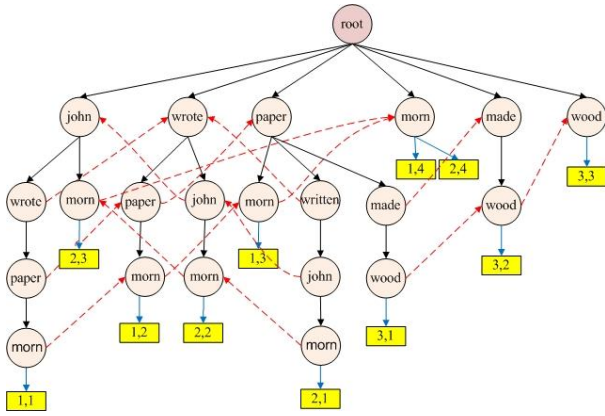 root
john wrote paper morn made wood
1,4 2,4 3,3
wrote morn paper john morn written made wood
2,3 1,3 3,2
paper morn morn john wood
1,2 2,2 3,1
morn morn
1,1 2,1